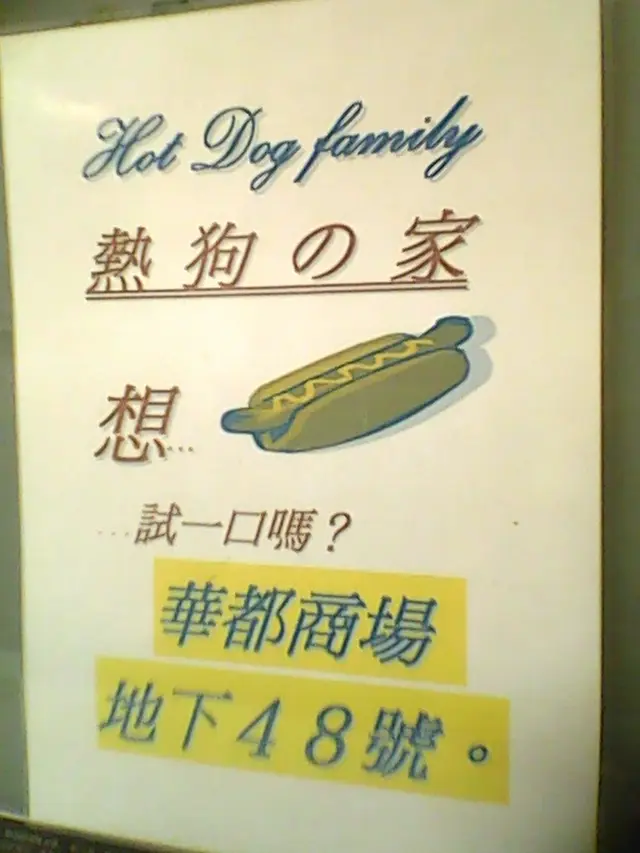 Hot Dog family
熱狗の家
想...
...試一口嗎？
華都商場
地下48號。